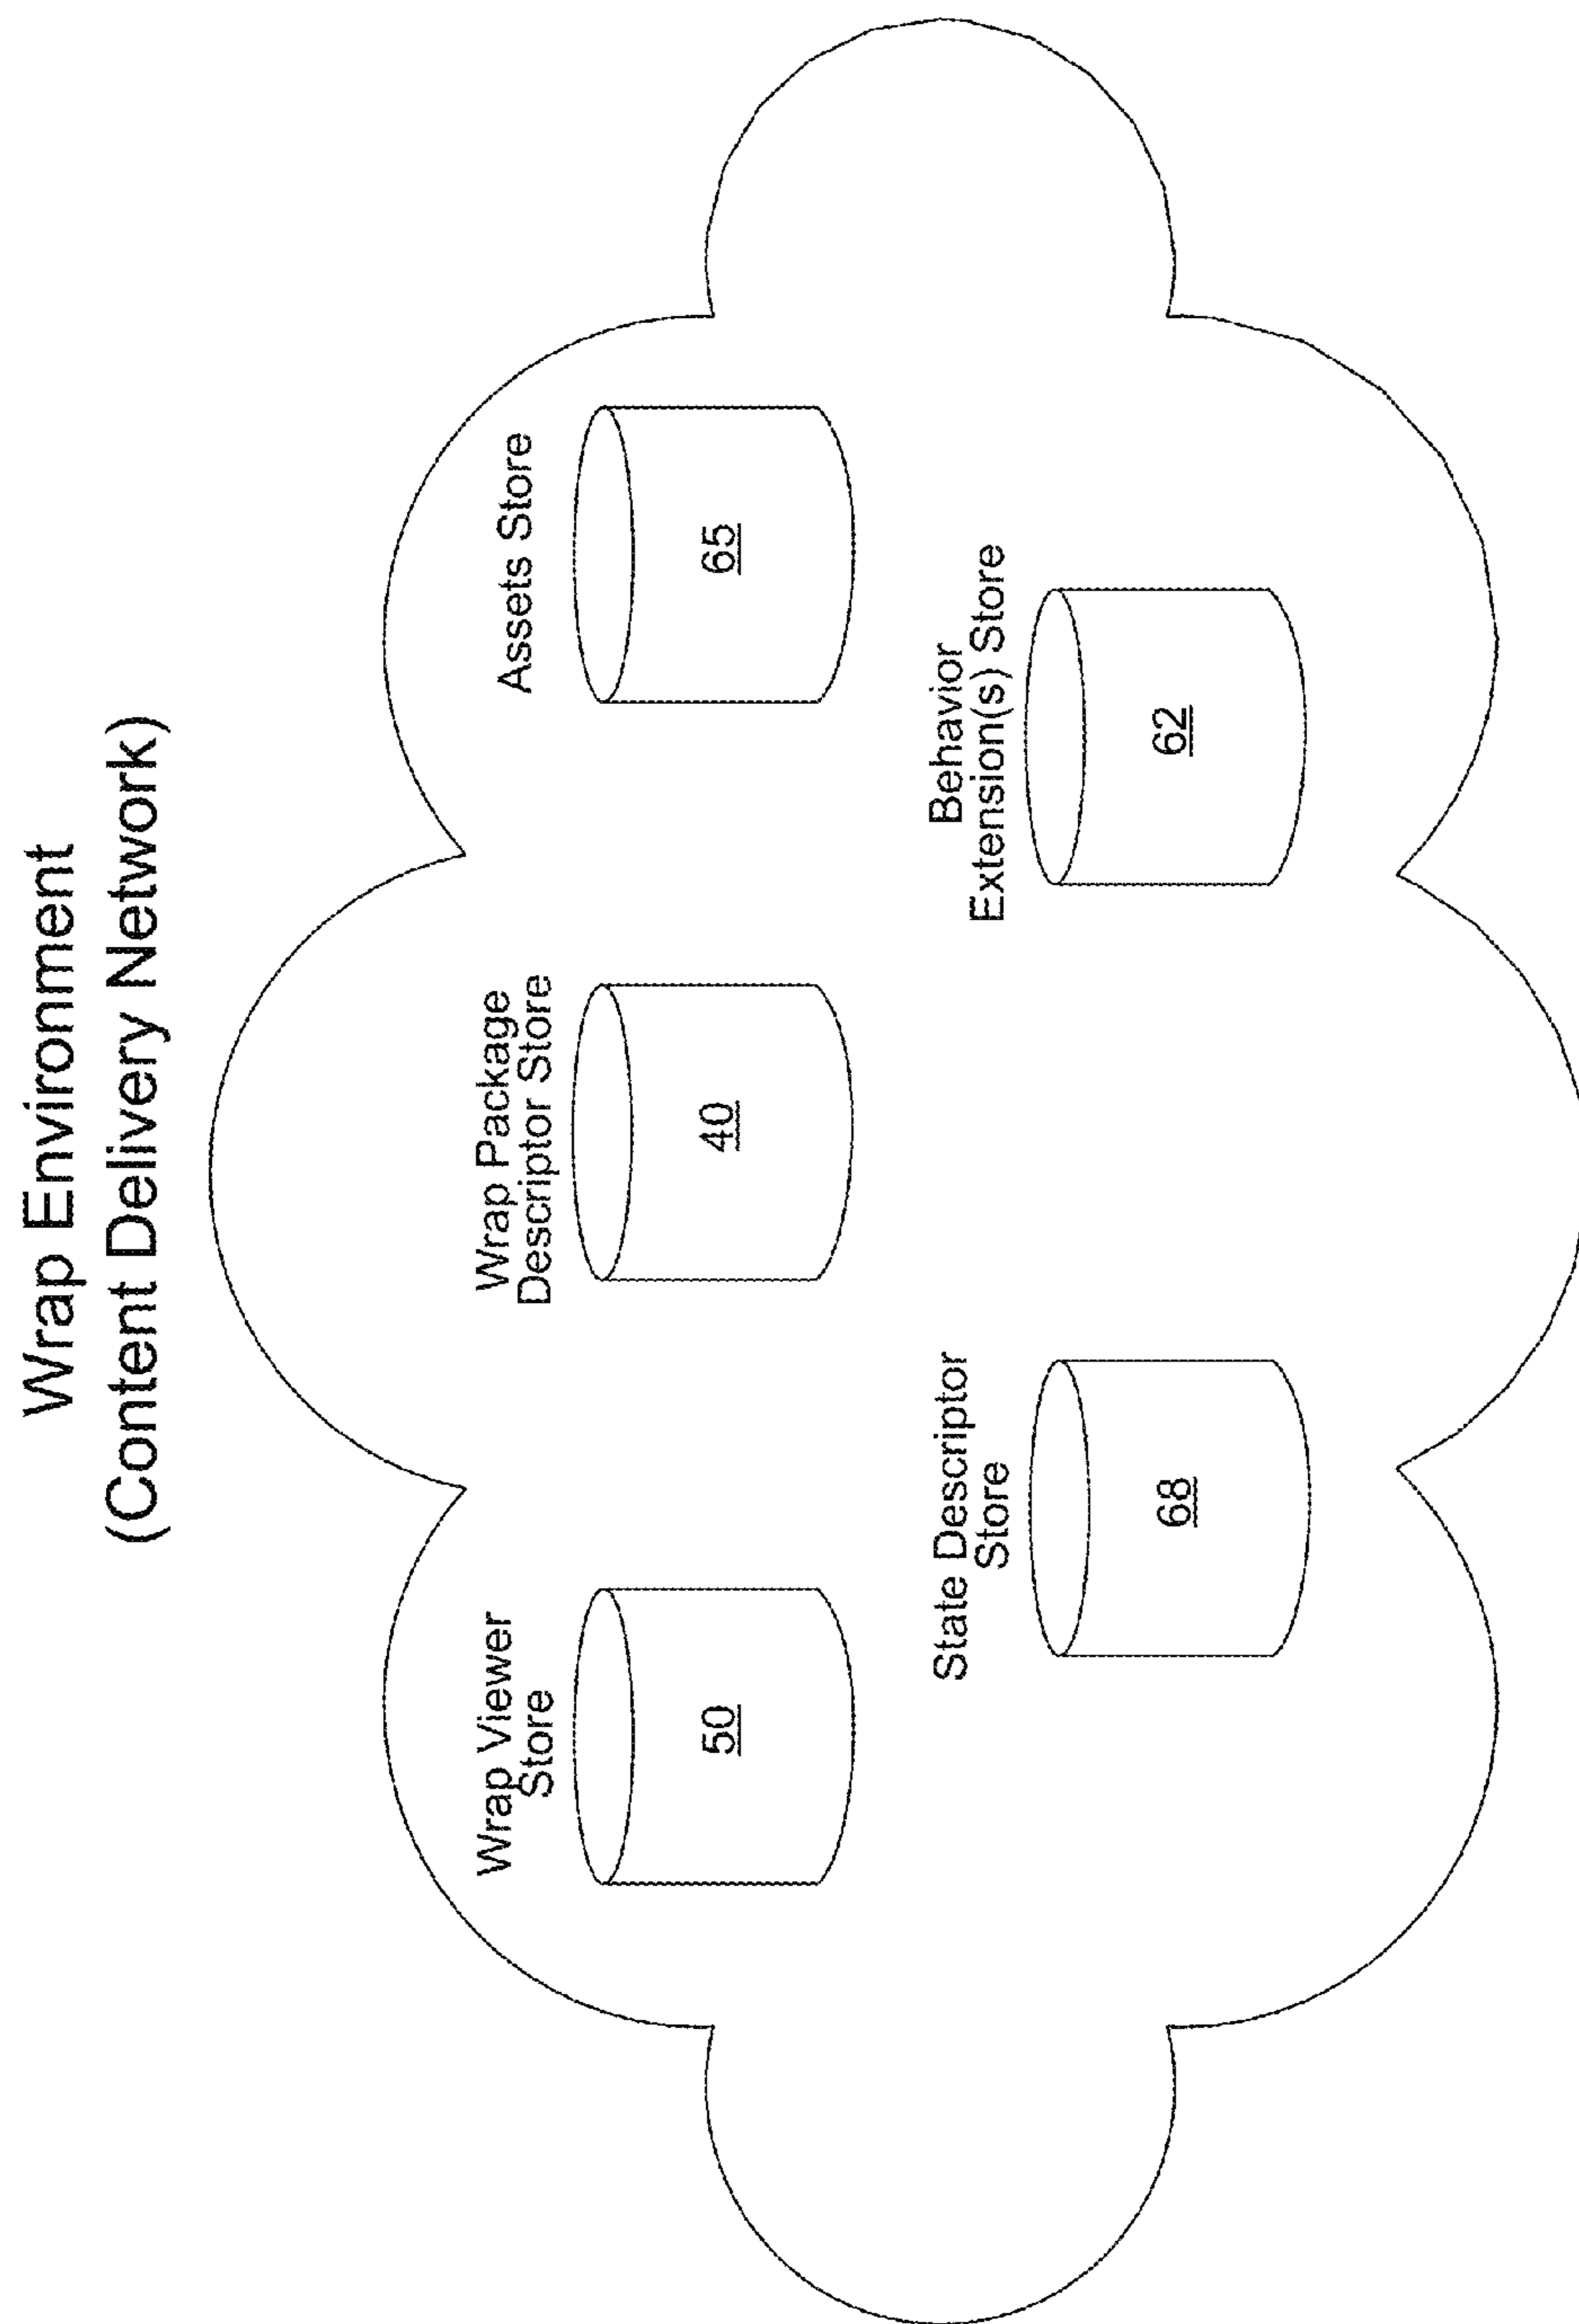 Wrap Environment
(Content Delivery Network)
Wrap Viewer
Store
50
Wrap Package
Descriptor Store
40
Assets Store
65
State Descriptor
Store
68
Behavior
Extension(s) Store
62